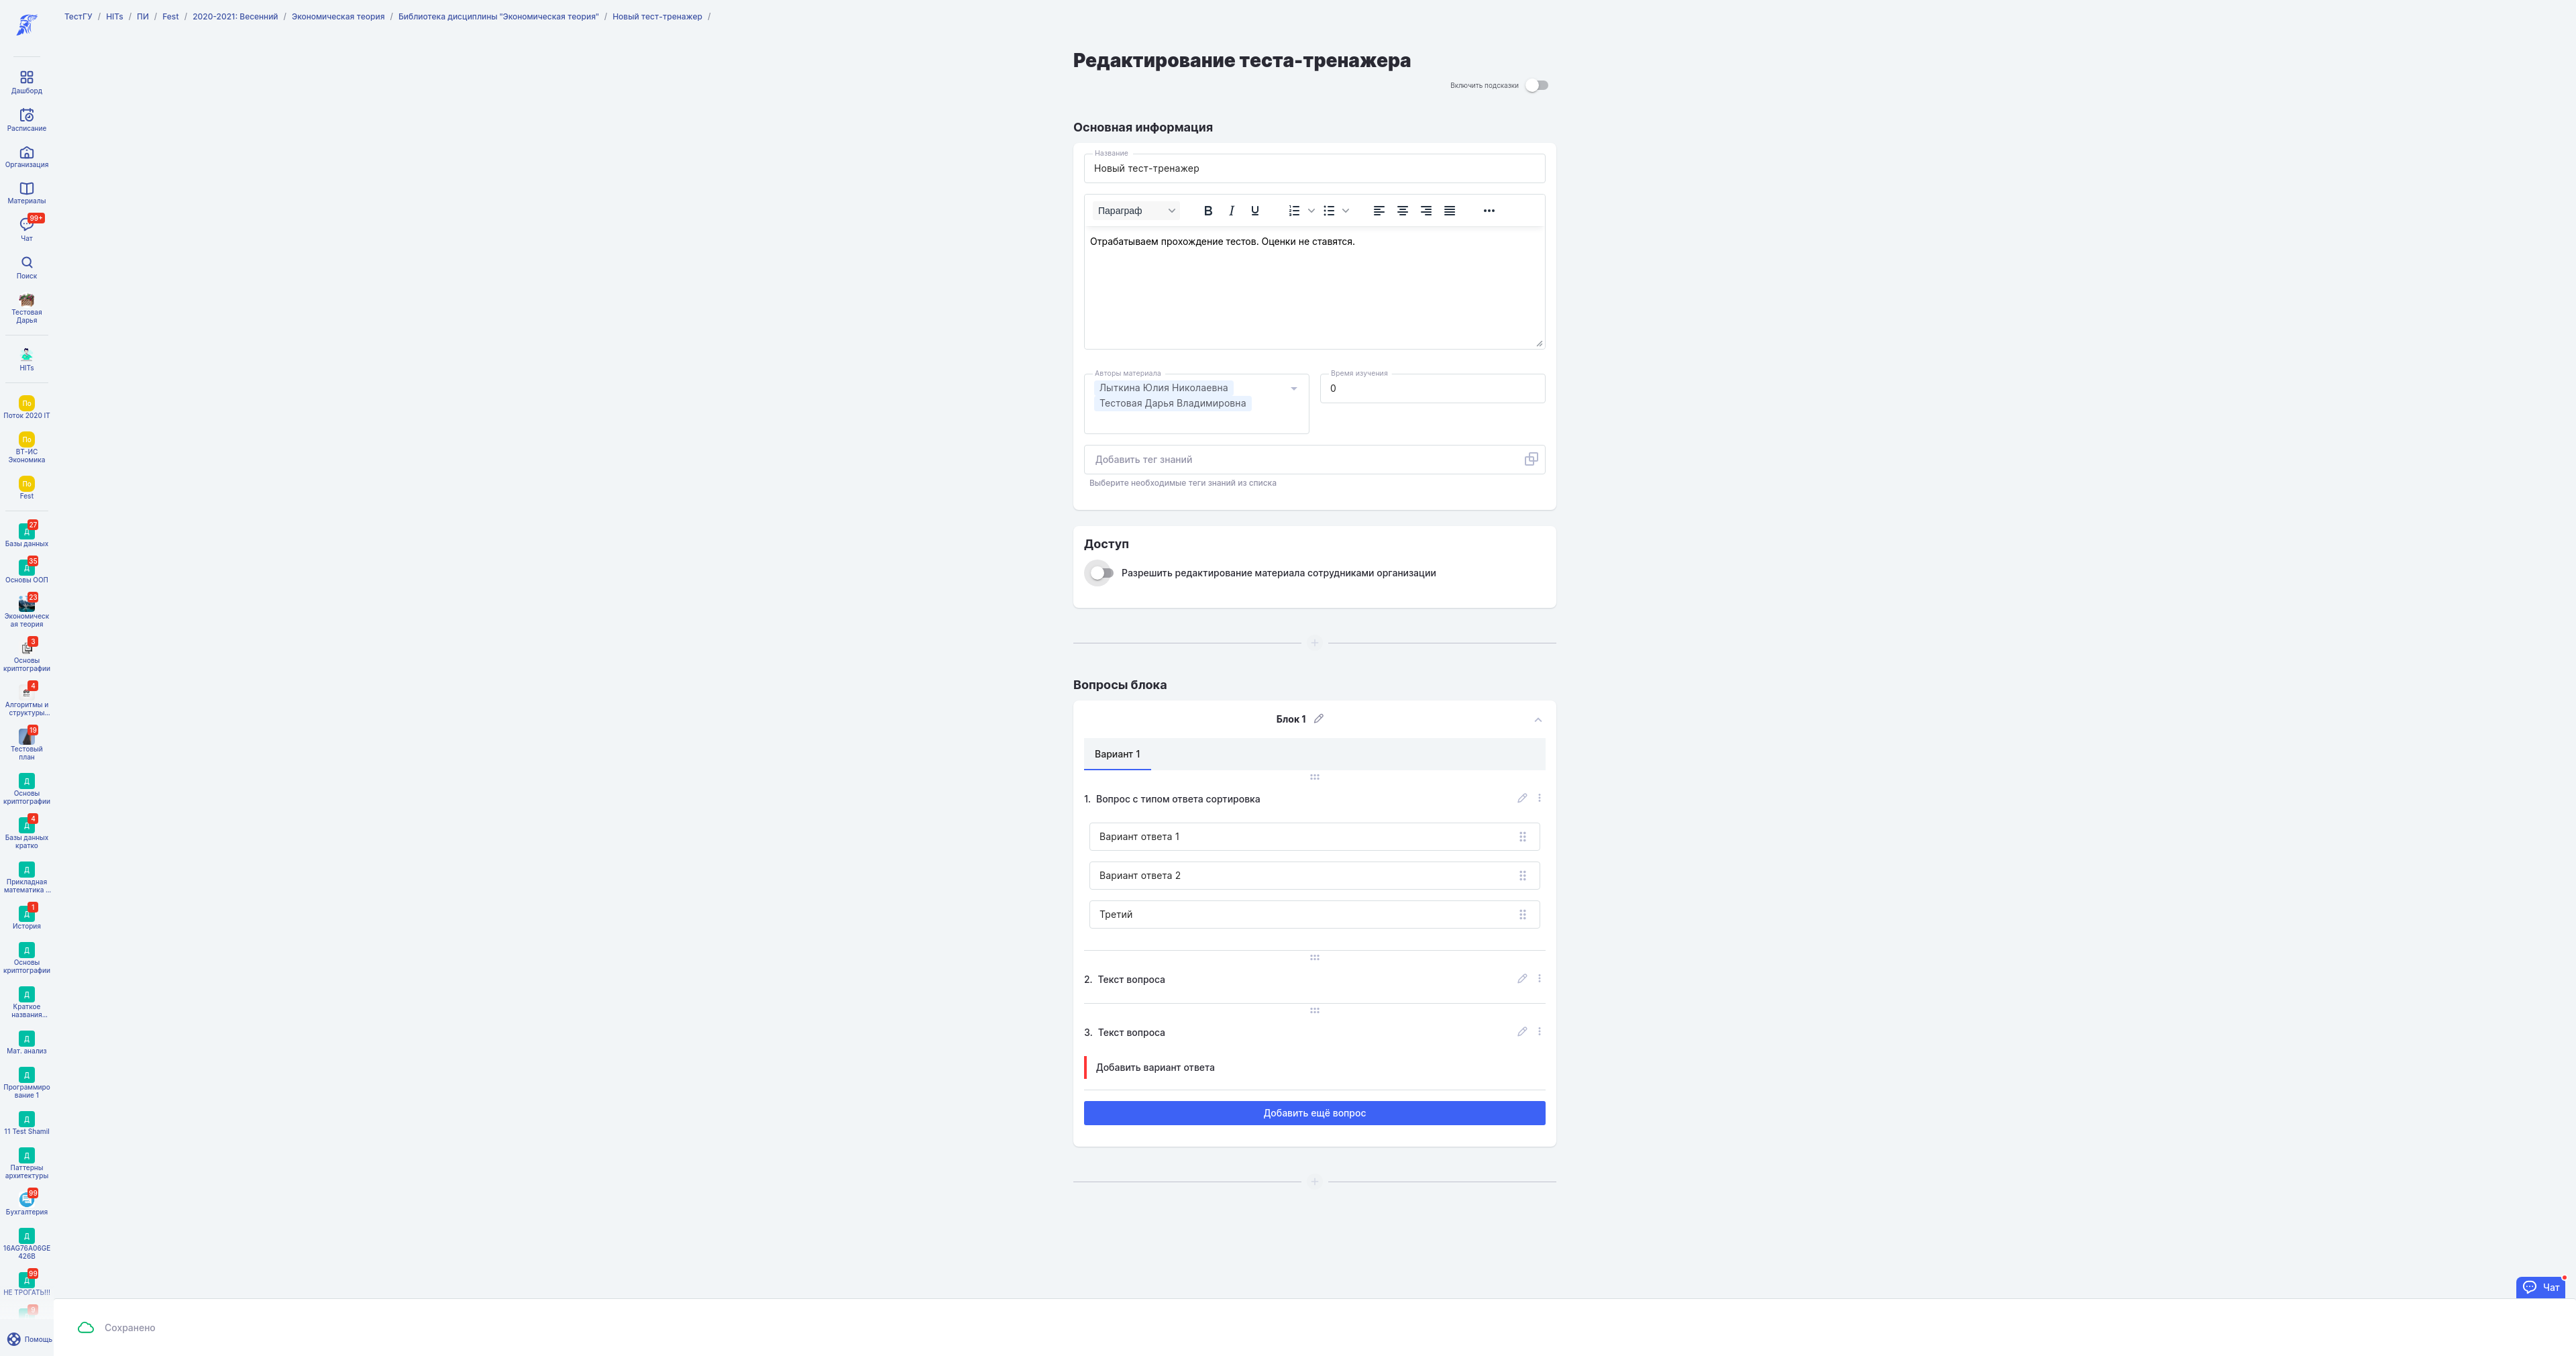 ТестГУ / HITs / ПИ / Fest / 2020-2021: Весенний / Экономическая теория / Библиотека дисциплины "Экономическая теория" / Новый тест-тренажер /
Дашборд
Расписание
Организация
Материалы
99+
Чат
Поиск
Тестовая
Дарья
HITs
По
Поток 2020 IT
По
ВТ-ИС
Экономика
По
Fest
27
Д
Базы данных
35
Д
Основы ООП
23
Экономическ
ая теория
3
Основы
криптографии
4
Алгоритмы и
структуры...
19
Тестовый
план
Д
Основы
криптографии
4
Д
Базы данных
кратко
Д
Прикладная
математика ...
1
Д
История
Д
Основы
криптографии
Д
Краткое
названия...
Д
Мат. анализ
Д
Программиро
вание 1
Д
11 Test Shamil
Д
Паттерны
архитектуры
99
Бухгалтерия
Д
16AG76A06GE
426B
99
Д
НЕ ТРОГАТЬ!!!
Помощь
Редактирование теста-тренажера
Включить подсказки
Основная информация
Название
Новый тест-тренажер
Параграф
B I U
Отрабатываем прохождение тестов. Оценки не ставятся.
Авторы материала
Лыткина Юлия Николаевна
Тестовая Дарья Владимировна
Время изучения
0
Добавить тег знаний
Выберите необходимые теги знаний из списка
Доступ
Разрешить редактирование материала сотрудниками организации
Вопросы блока
Блок 1
Вариант 1
1. Вопрос с типом ответа сортировка
Вариант ответа 1
Вариант ответа 2
Третий
2. Текст вопроса
3. Текст вопроса
Добавить вариант ответа
Добавить ещё вопрос
Чат
Сохранено